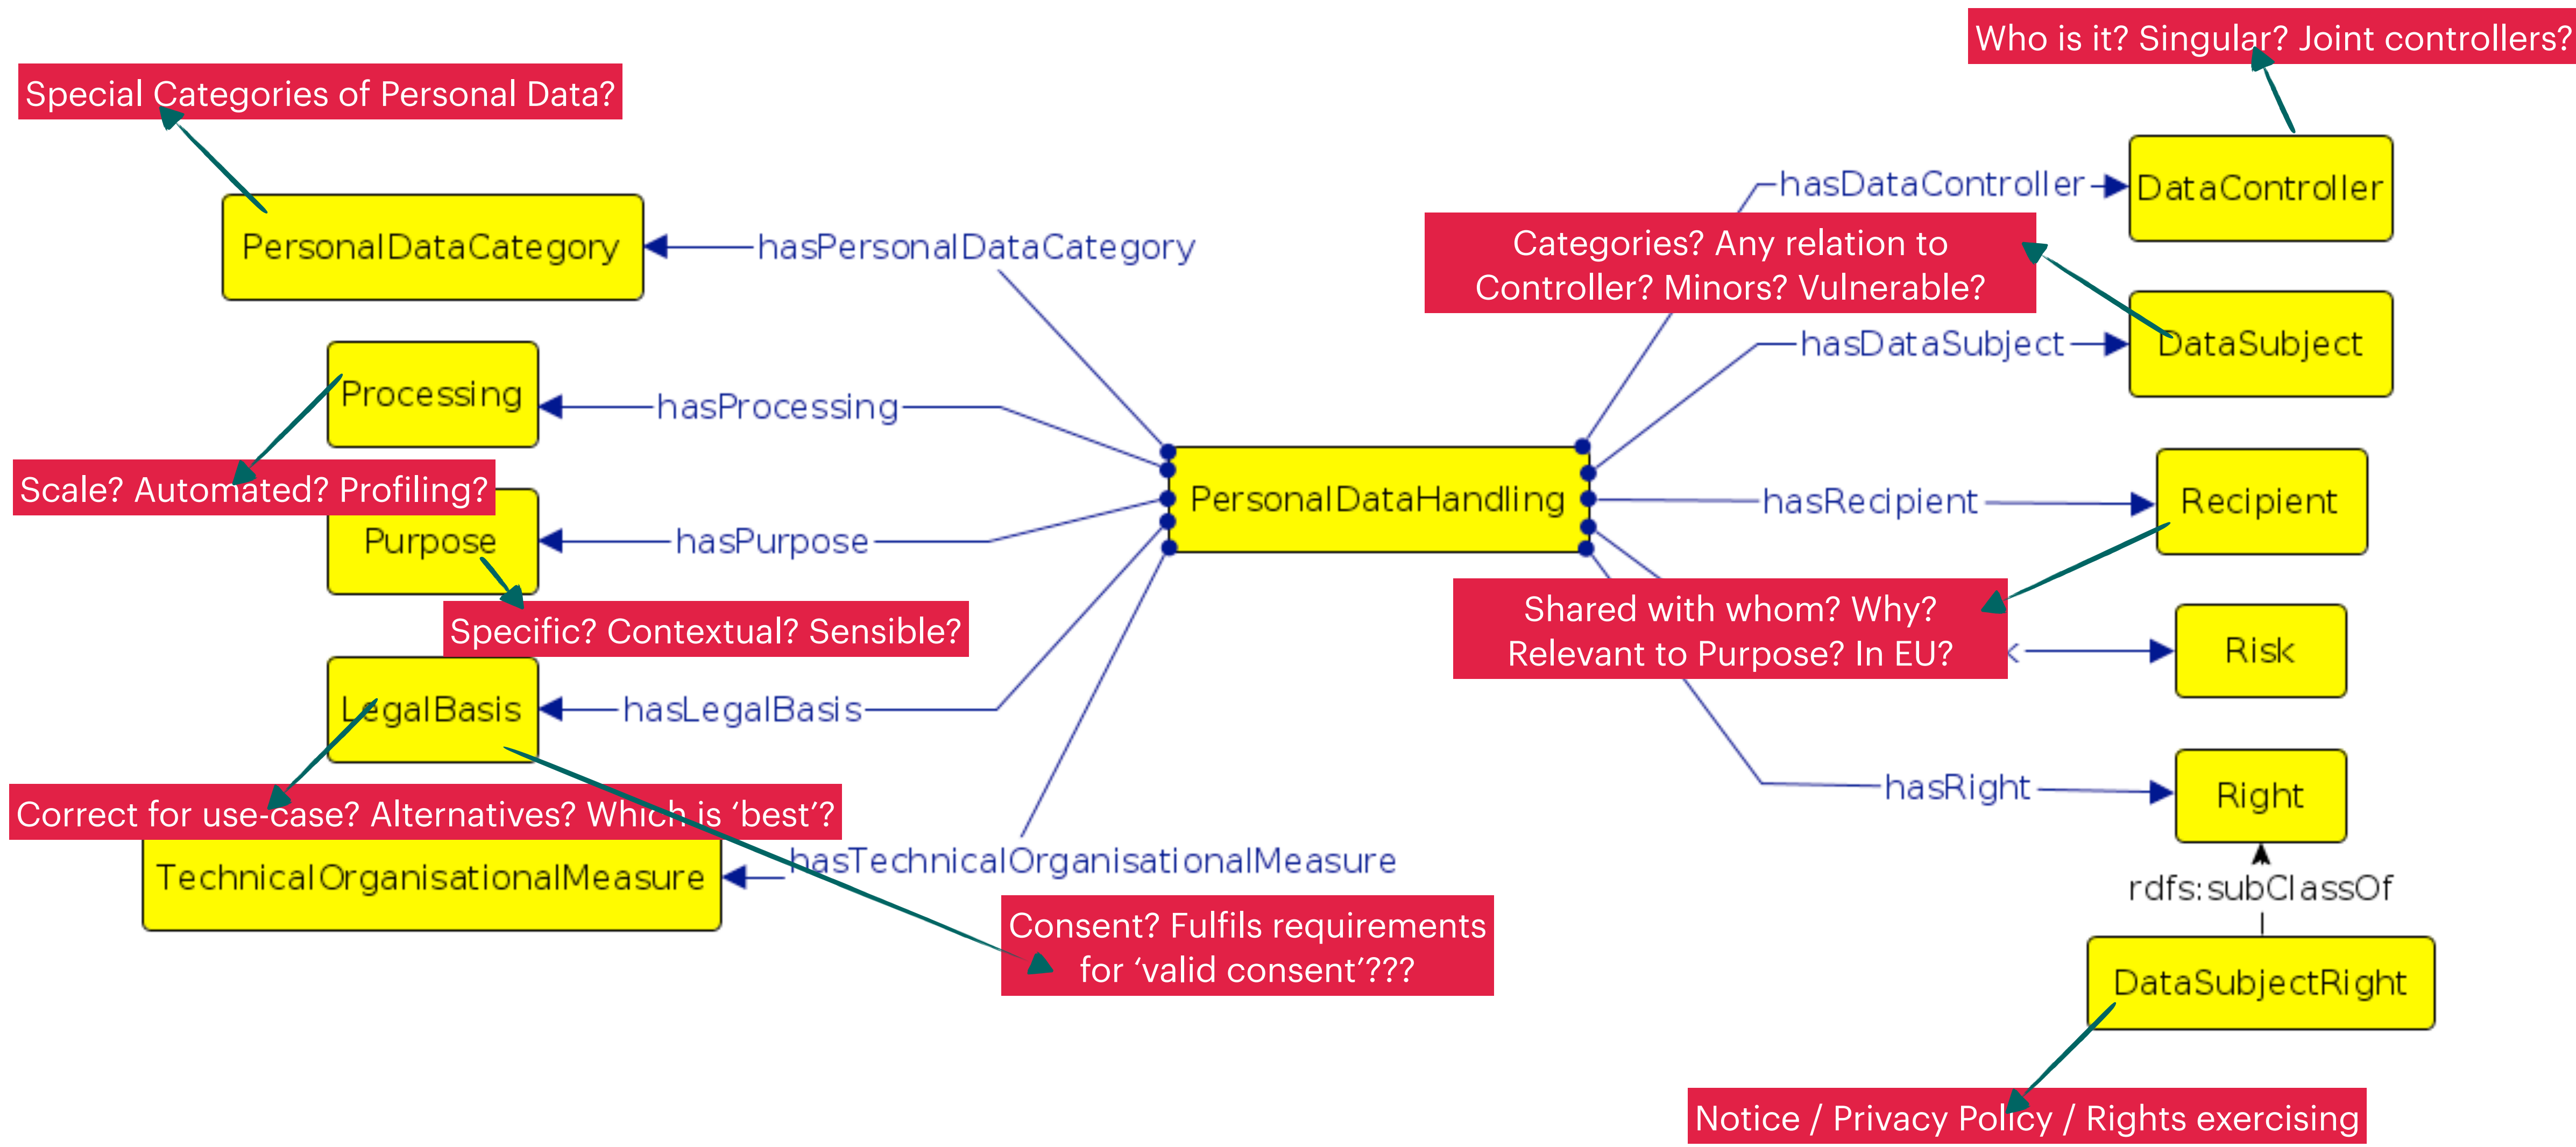 Who is it? Singular? Joint controllers?
Special Categories of Personal Data?
hasDataController
DataController
PersonalDataCategory
hasPersonalDataCategory
Categories? Any relation to
Controller? Minors? Vulnerable?
hasDataSubject
DataSubject
Processing
hasProcessing
Scale? Automated? Profiling?
PersonalDataHandling
hasRecipient
Recipient
Purpose
hasPurpose
Specific? Contextual? Sensible?
Shared with whom? Why?
Relevant to Purpose? In EU?
Risk
LegalBasis
hasLegalBasis
hasRight
Right
Correct for use-case? Alternatives? Which is ‘best’?
TechnicalOrganisationalMeasure
hasTechnicalOrganisationalMeasure
rdfs:subClassOf
Consent? Fulfils requirements
for ‘valid consent’???
DataSubjectRight
Notice / Privacy Policy / Rights exercising